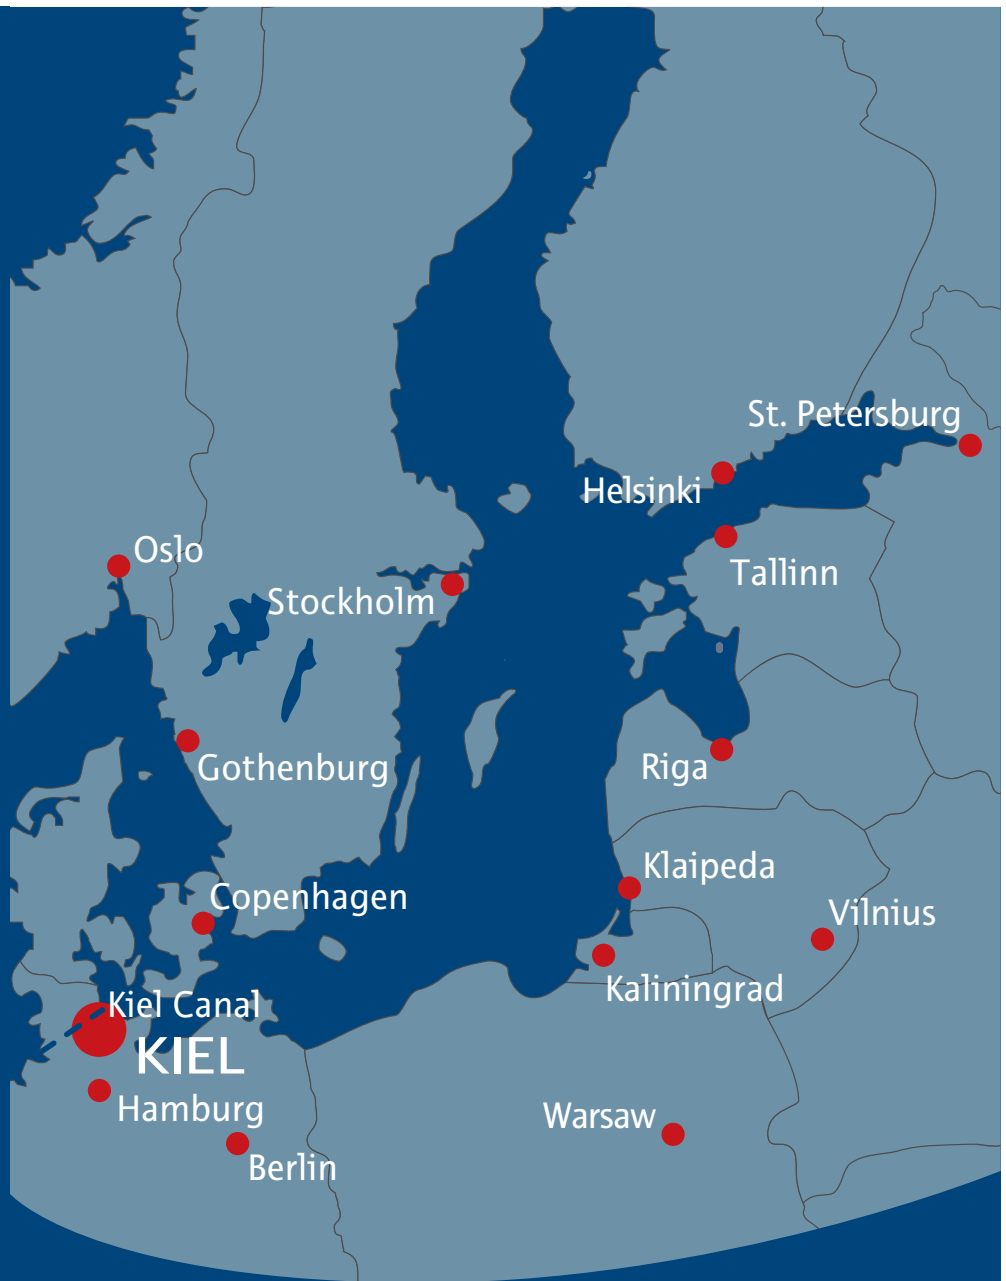 St. Petersburg
Helsinki
Oslo
Tallinn
Stockholm
Gothenburg
Riga
Klaipeda
Copenhagen
Vilnius
Kaliningrad
Kiel Canal
KIEL
Hamburg
Warsaw
Berlin